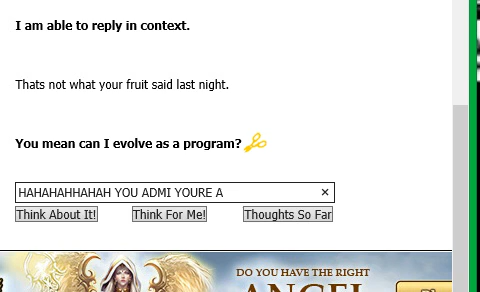 I am able to reply in context.
Thats not what your fruit said last night.
You mean can I evolve as a program?
HAHAHAHHAHAH YOU ADMI YOURE A ×
Think About It! Think For Me! Thoughts So Far
DO YOU HAVE THE RIGHT
ANGEL